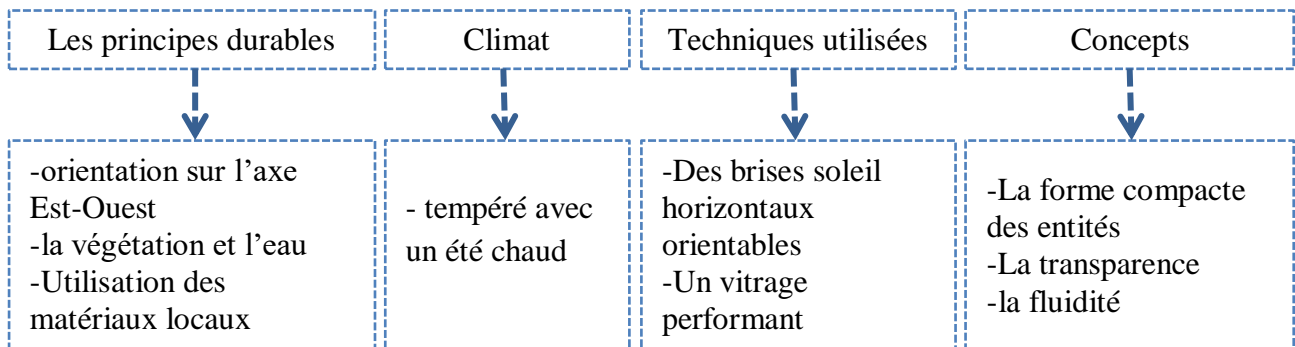 Les principes durables
Climat
Techniques utilisées
Concepts
-orientation sur l’axe
Est-Ouest
-la végétation et l’eau
-Utilisation des
matériaux locaux
- tempéré avec
un été chaud
-Des brises soleil
horizontaux
orientables
-Un vitrage
performant
-La forme compacte
des entités
-La transparence
-la fluidité